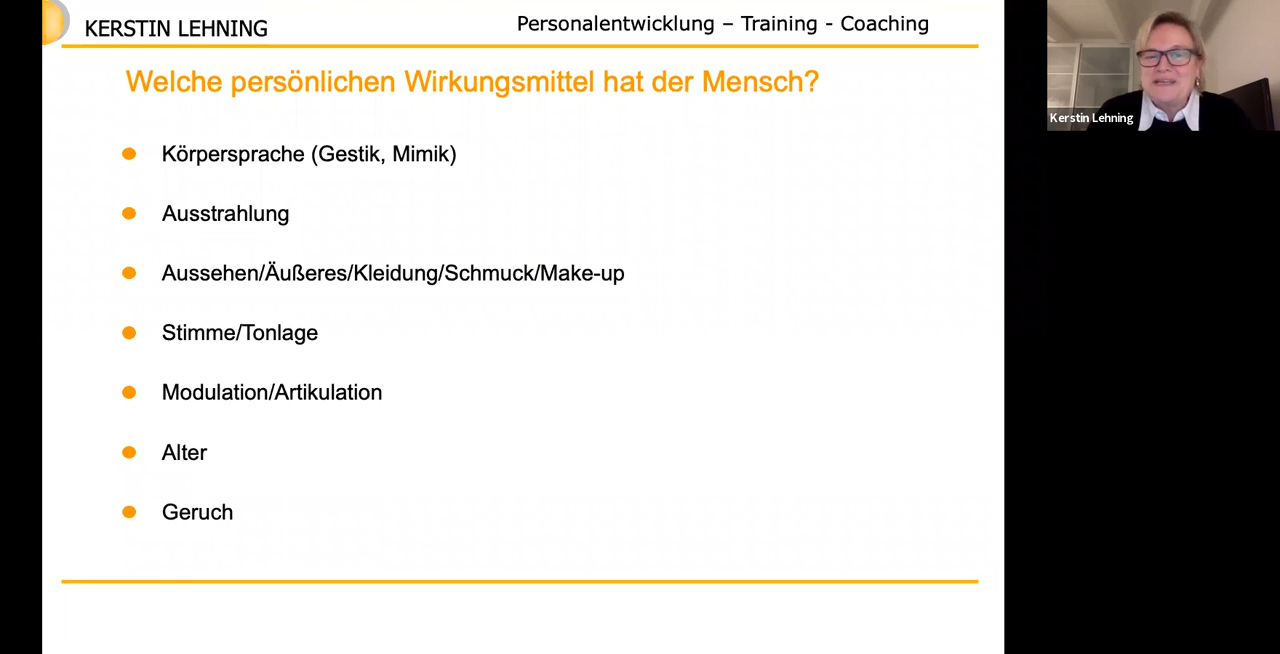 KERSTIN LEHNING
Personalentwicklung – Training - Coaching
Welche persönlichen Wirkungsmittel hat der Mensch?
Körpersprache (Gestik, Mimik)
Ausstrahlung
Aussehen/Äußeres/Kleidung/Schmuck/Make-up
Stimme/Tonlage
Modulation/Artikulation
Alter
Geruch
Kerstin Lehning